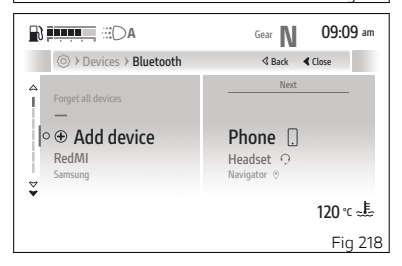 A Gear N 09:09 am
Devices > Bluetooth Back Close
Next
Forget all devices
Add device Phone
RedMI Headset
Samsung Navigator
120 °C
Fig 218